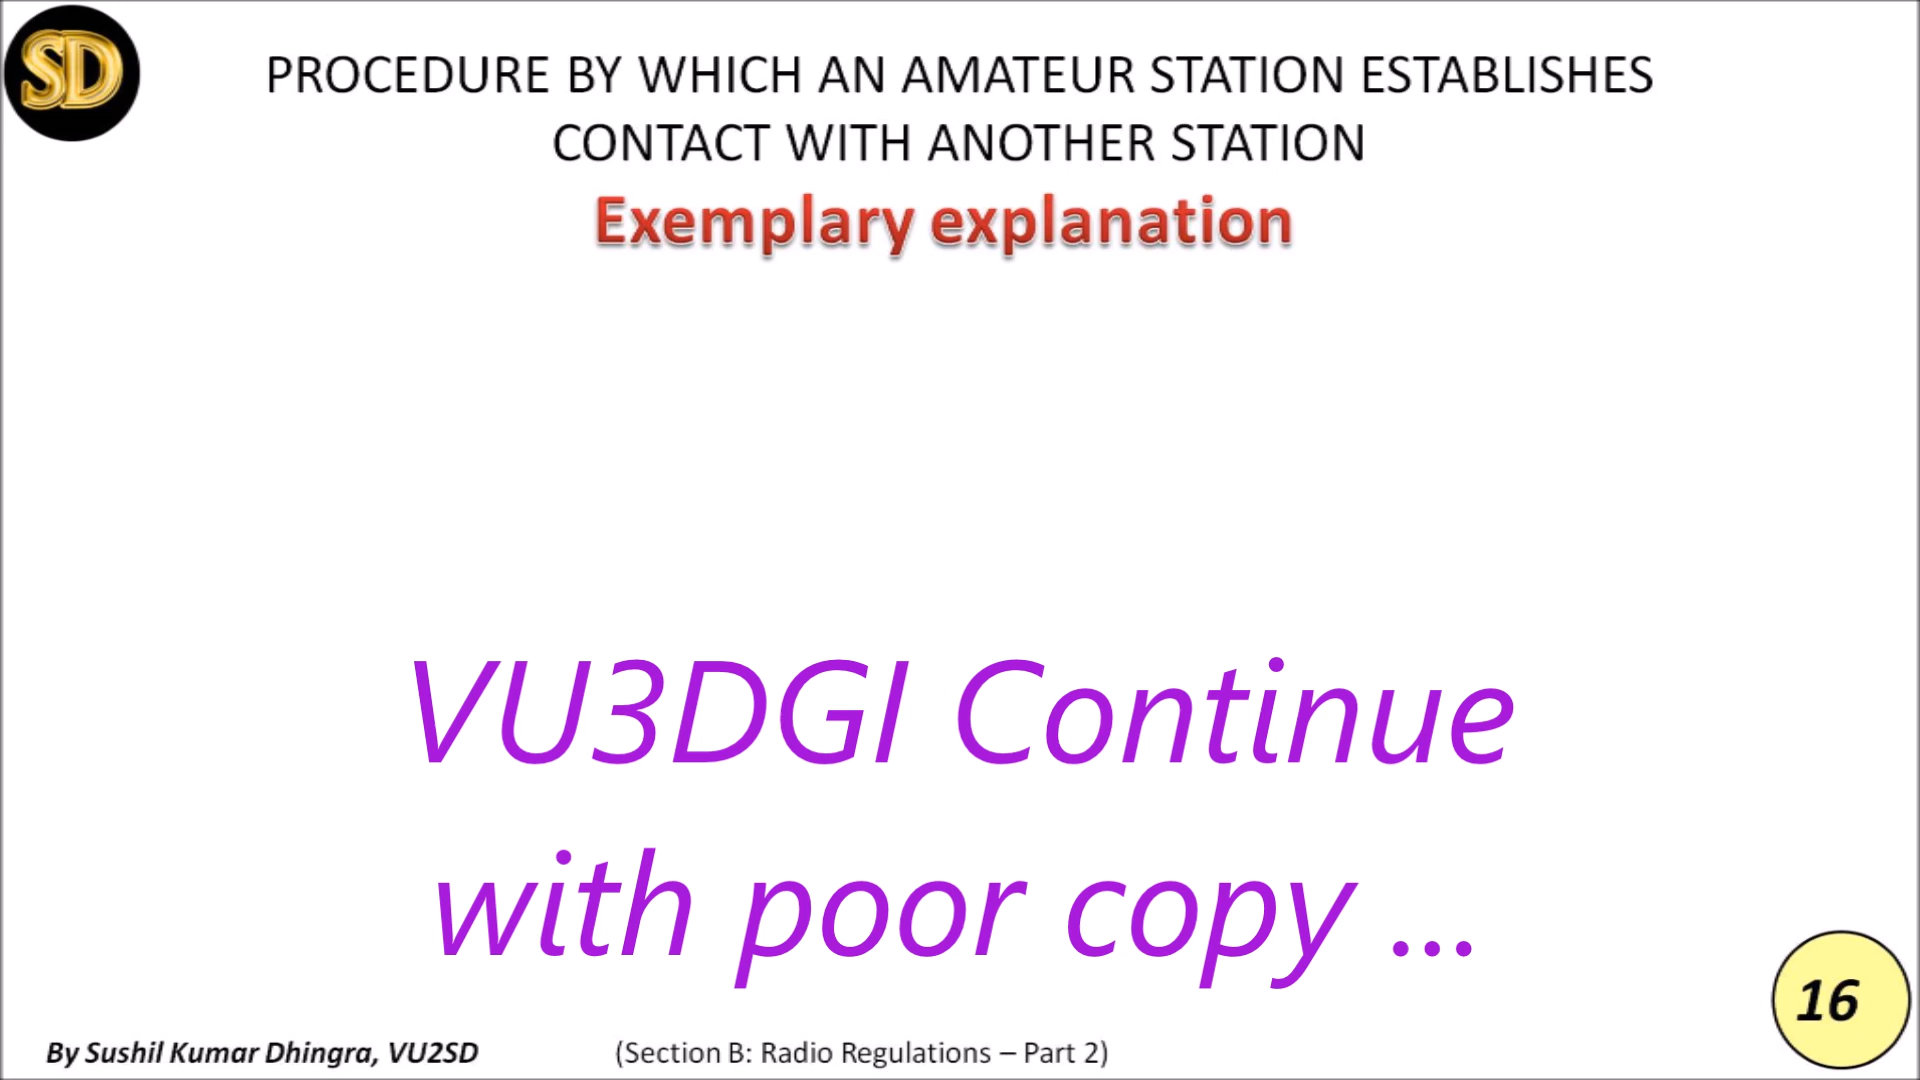 SD
PROCEDURE BY WHICH AN AMATEUR STATION ESTABLISHES
CONTACT WITH ANOTHER STATION
Exemplary explanation
VU3DGI Continue
with poor copy ...
16
By Sushil Kumar Dhingra, VU2SD (Section B: Radio Regulations – Part 2)